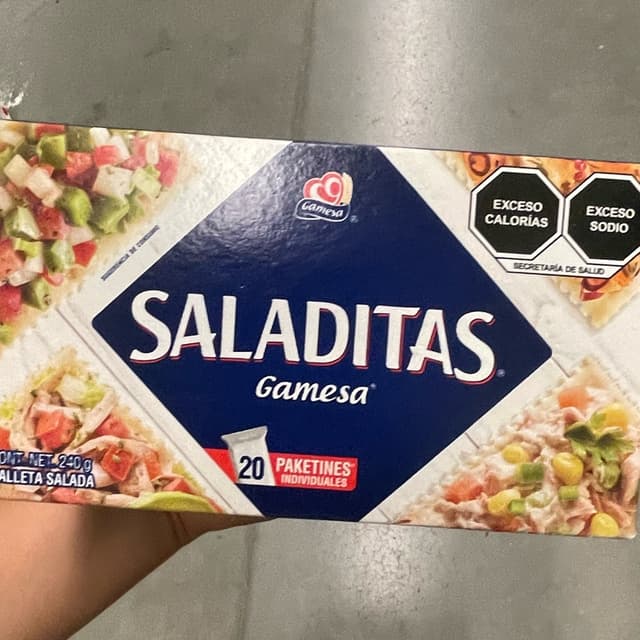 Gamesa
EXCESO
CALORÍAS
EXCESO
SODIO
SECRETARÍA DE SALUD
SALADITAS
Gamesa
CONT. NET. 240 g
GALLETA SALADA
20 PAKETINES
INDIVIDUALES